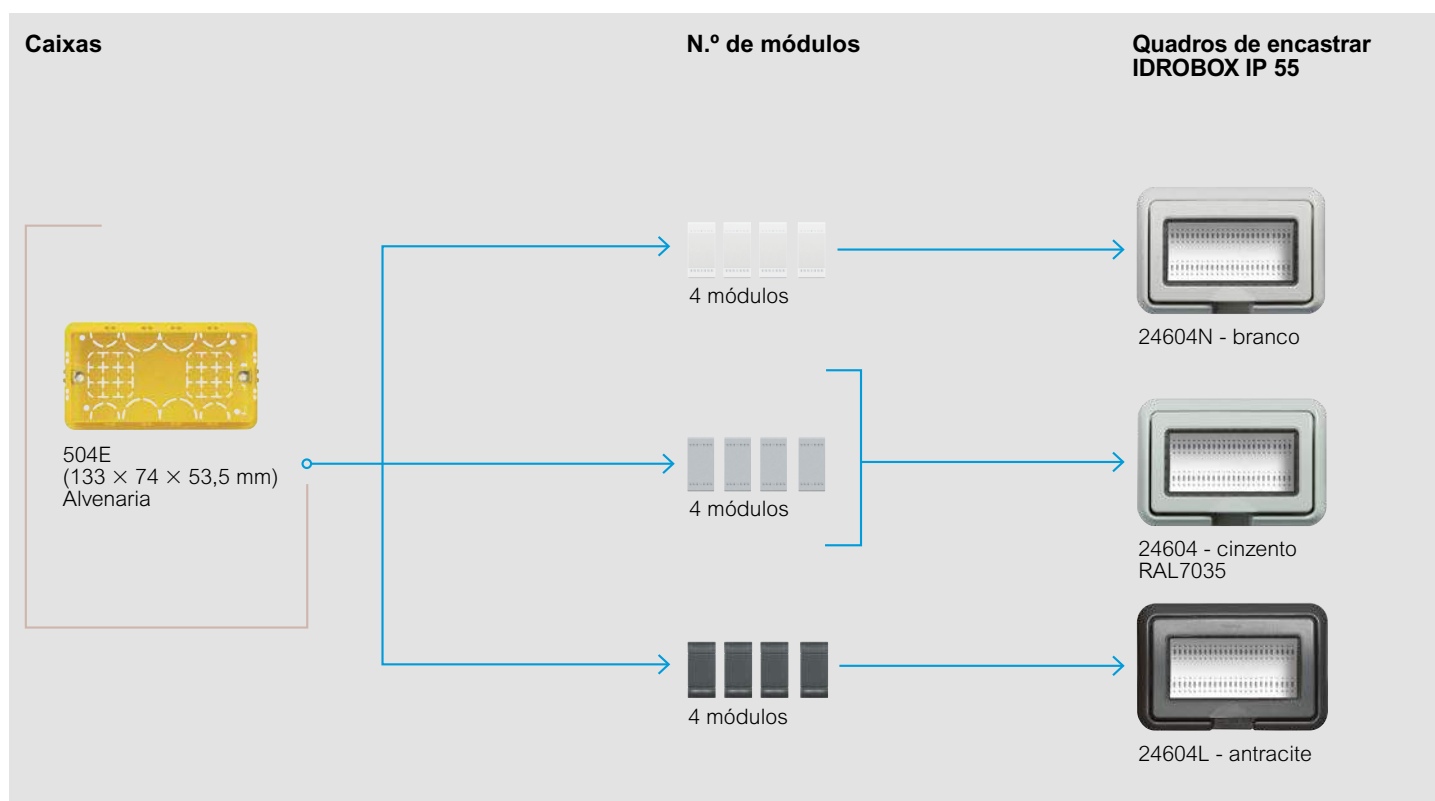 Caixas
N.º de módulos
Quadros de encastrar
IDROBOX IP 55
4 módulos
24604N - branco
504E
(133 × 74 × 53,5 mm)
Alvenaria
4 módulos
24604 - cinzento
RAL7035
4 módulos
24604L - antracite